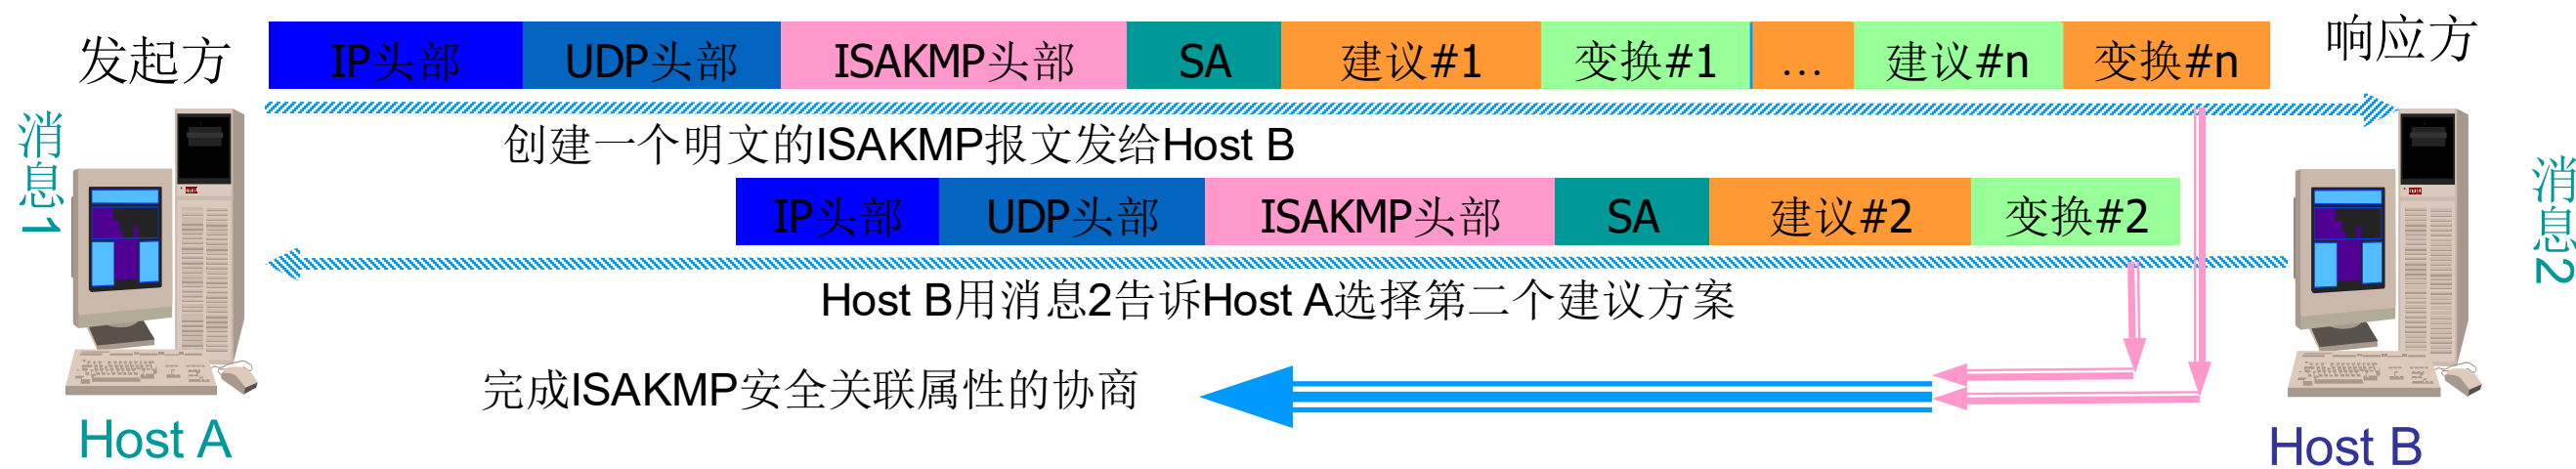 发起方
IP头部 UDP头部 ISAKMP头部 SA 建议#1 变换#1 … 建议#n 变换#n
响应方
消息1
创建一个明文的ISAKMP报文发给Host B
IP头部 UDP头部 ISAKMP头部 SA 建议#2 变换#2
消息2
Host B用消息2告诉Host A选择第二个建议方案
完成ISAKMP安全关联属性的协商
Host A
Host B